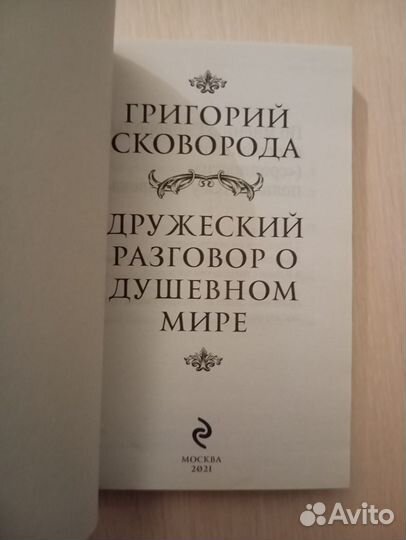 ГРИГОРИЙ
СКОВОРОДА
ДРУЖЕСКИЙ
РАЗГОВОР О
ДУШЕВНОМ
МИРЕ
МОСКВА
2021
Avito